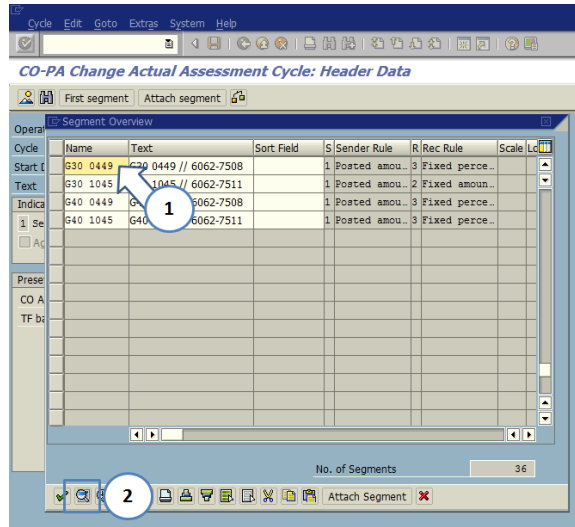 Cycle Edit Goto Extras System Help
CO-PA Change Actual Assessment Cycle: Header Data
First segment Attach segment
Opera
Segment Overview
Cycle
Name Text Sort Field S Sender Rule R Rec Rule Scale Lo
Start D
G30 0449 G30 0449 // 6062-7508 1 Posted amou.. 3 Fixed perce..
Text
G30 1045 1045 // 6062-7511 1 Posted amou.. 2 Fixed amoun..
Indica
G40 0449 G4 6062-7508 1 Posted amou.. 3 Fixed perce..
1 Se
G40 1045 G40 6062-7511 1 Posted amou.. 3 Fixed perce..
Ag
1
Prese
CO A
TF ba
No. of Segments 36
2
Attach Segment